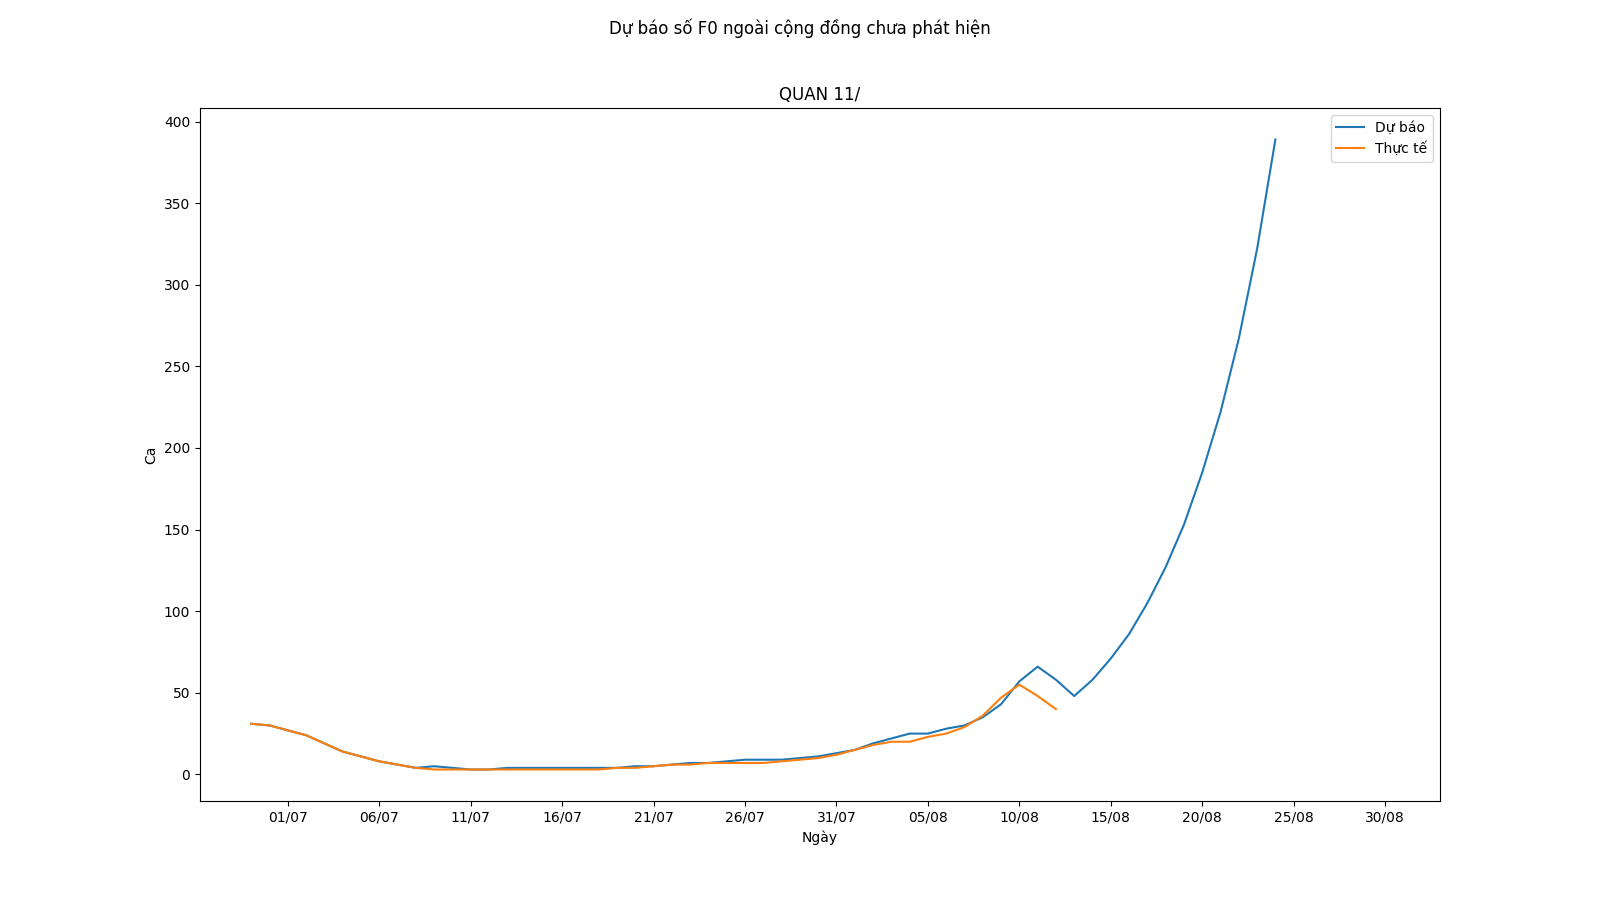 Dự báo số F0 ngoài cộng đồng chưa phát hiện
QUAN 11/
Dự báo
Thực tế
400
350
300
250
200
150
100
50
0
Ca
01/07 06/07 11/07 16/07 21/07 26/07 31/07 05/08 10/08 15/08 20/08 25/08 30/08
Ngày